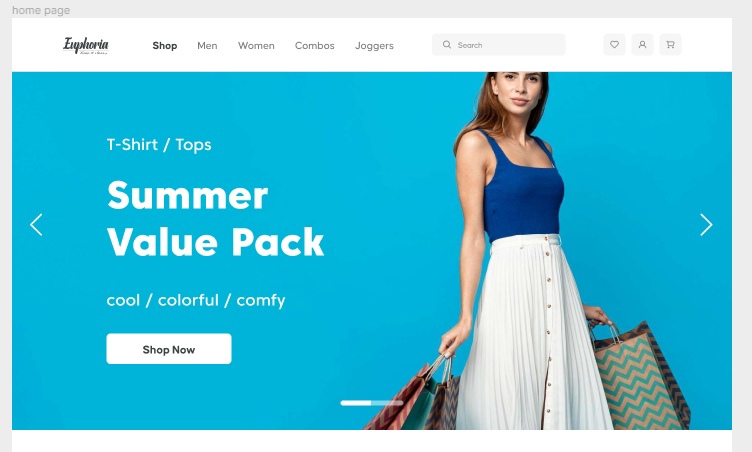 home page
Euphoria
Shop Men Women Combos Joggers Search
T-Shirt / Tops
Summer
Value Pack
cool / colorful / comfy
Shop Now